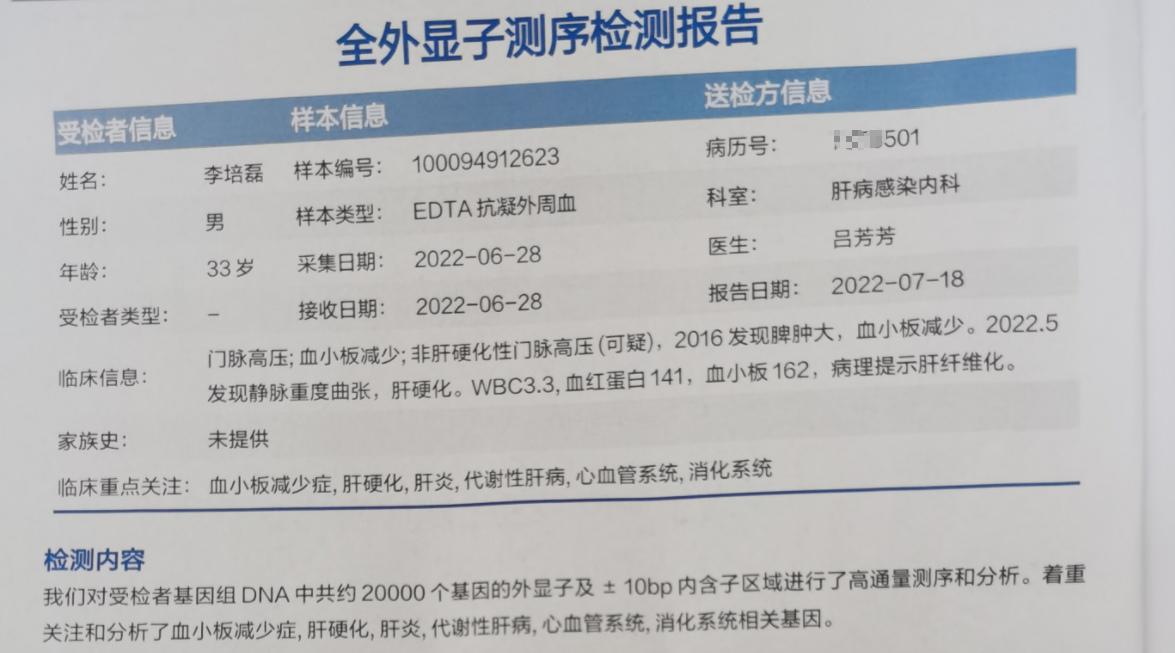 全外显子测序检测报告
受检者信息 样本信息 送检方信息
姓名： 李培磊 样本编号： 100094912623 病历号： 501
性别： 男 样本类型： EDTA 抗凝外周血 科室： 肝病感染内科
年龄： 33 岁 采集日期： 2022-06-28 医生： 吕芳芳
受检者类型： - 接收日期： 2022-06-28 报告日期： 2022-07-18
临床信息： 门脉高压; 血小板减少; 非肝硬化性门脉高压 (可疑)，2016 发现脾肿大，血小板减少。2022.5
发现静脉重度曲张，肝硬化。WBC3.3, 血红蛋白 141，血小板 162，病理提示肝纤维化。
家族史： 未提供
临床重点关注： 血小板减少症, 肝硬化, 肝炎, 代谢性肝病, 心血管系统, 消化系统
检测内容
我们对受检者基因组 DNA 中共约 20000 个基因的外显子及 ± 10bp 内含子区域进行了高通量测序和分析。着重
关注和分析了血小板减少症, 肝硬化, 肝炎, 代谢性肝病, 心血管系统, 消化系统相关基因。